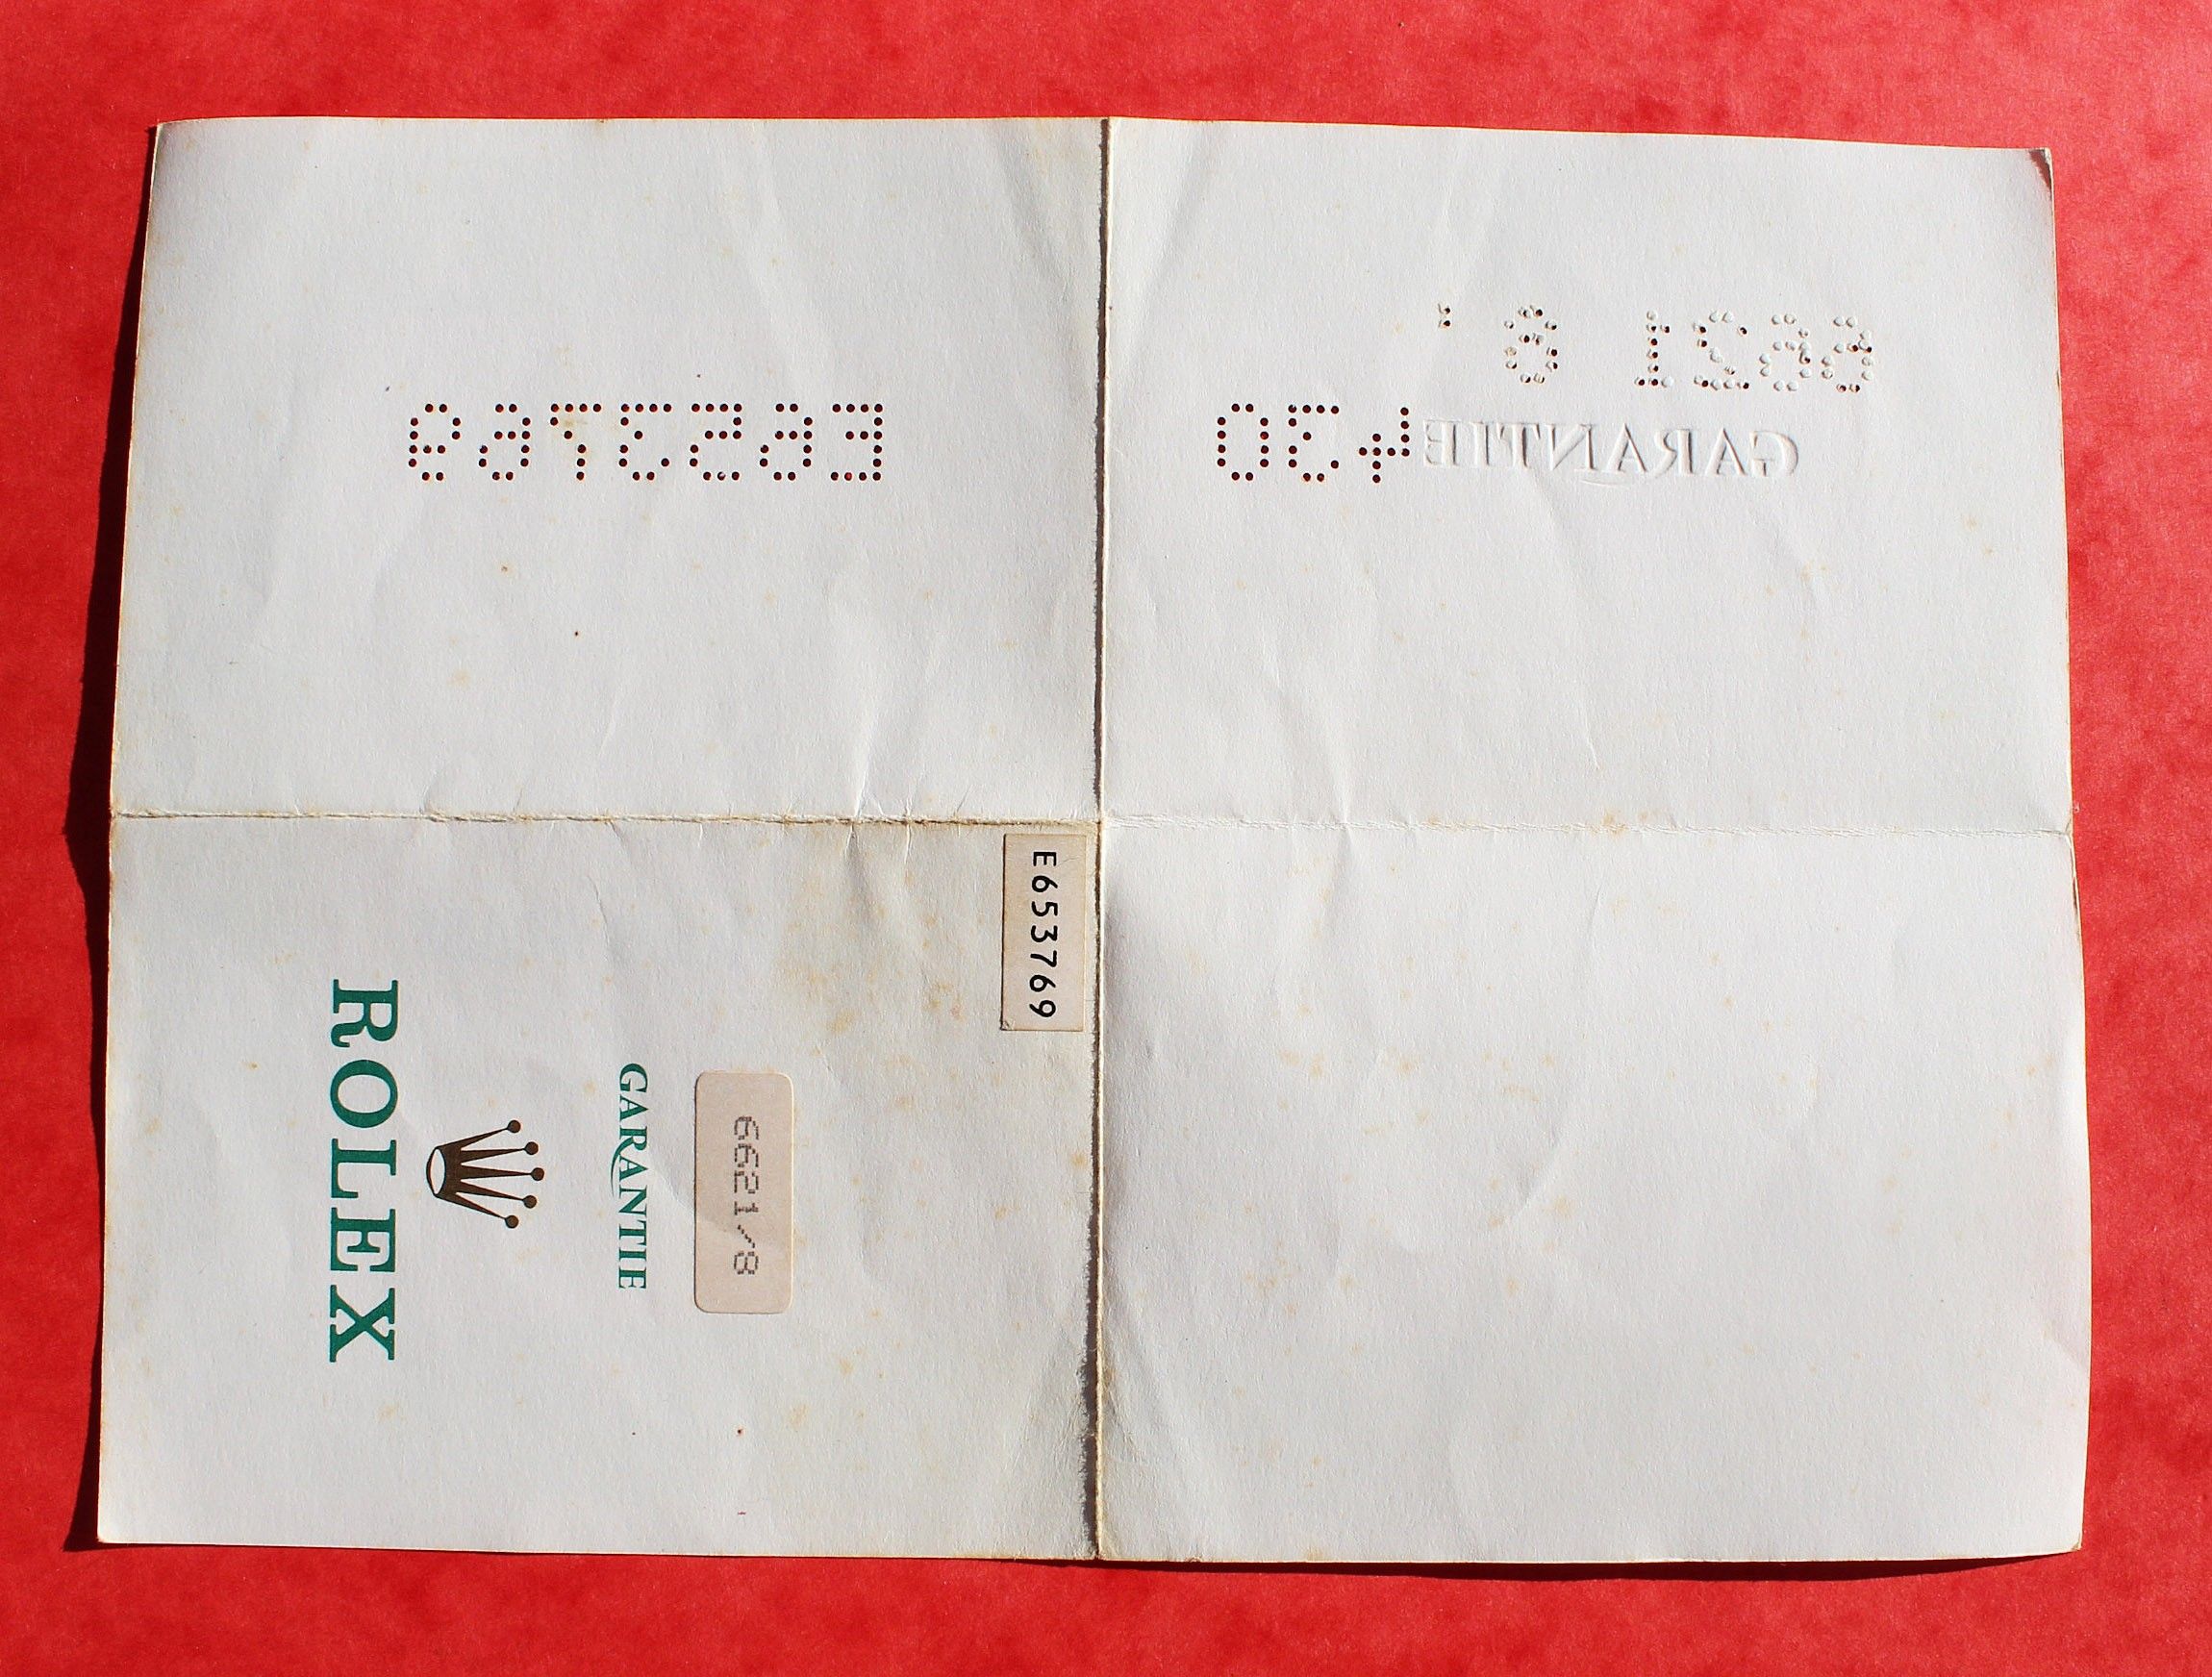 6621 8
GARANTIE 430
E653769
E653769
6621/8
GARANTIE
ROLEX